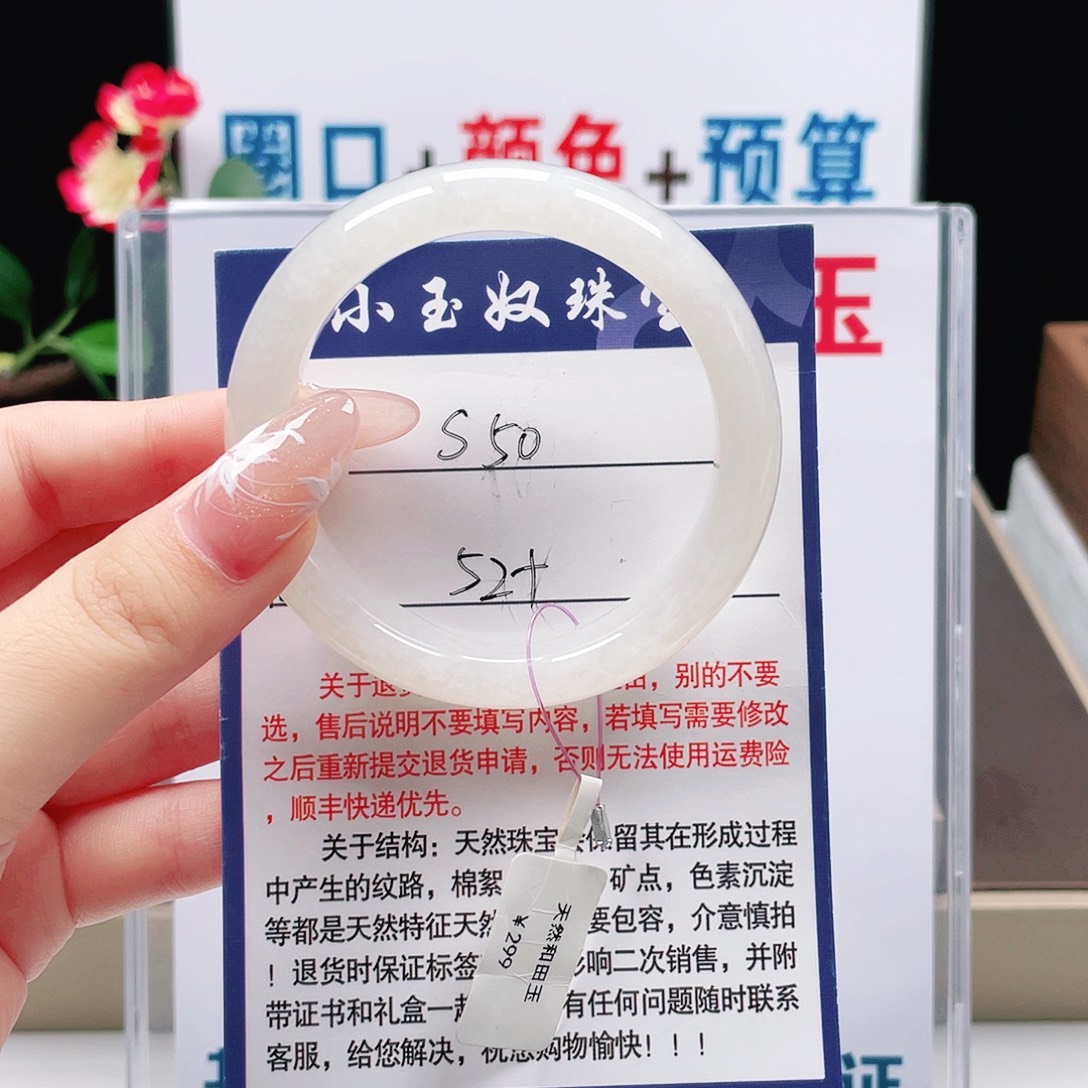 圈口+颜色+预算
玉
小玉奴珠
S50
52+
关于退 ，别的不要
选，售后说明不要填写内容，若填写需要修改
之后重新提交退货申请，否则无法使用运费险
，顺丰快递优先。
关于结构：天然珠宝会保留其在形成过程
中产生的纹路，棉絮 矿点，色素沉淀
等都是天然特征天然 要包容，介意慎拍
！退货时保证标签 影响二次销售，并附
带证书和礼盒一起 有任何问题随时联系
客服，给您解决，祝您购物愉快！！！
天然和田玉
¥299
证